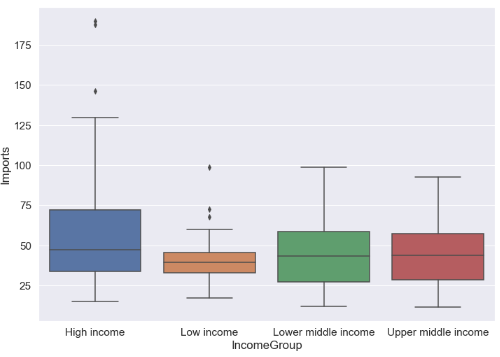 175
150
125
100
75
50
25
Imports
High income
Low income
Lower middle income
Upper middle income
IncomeGroup